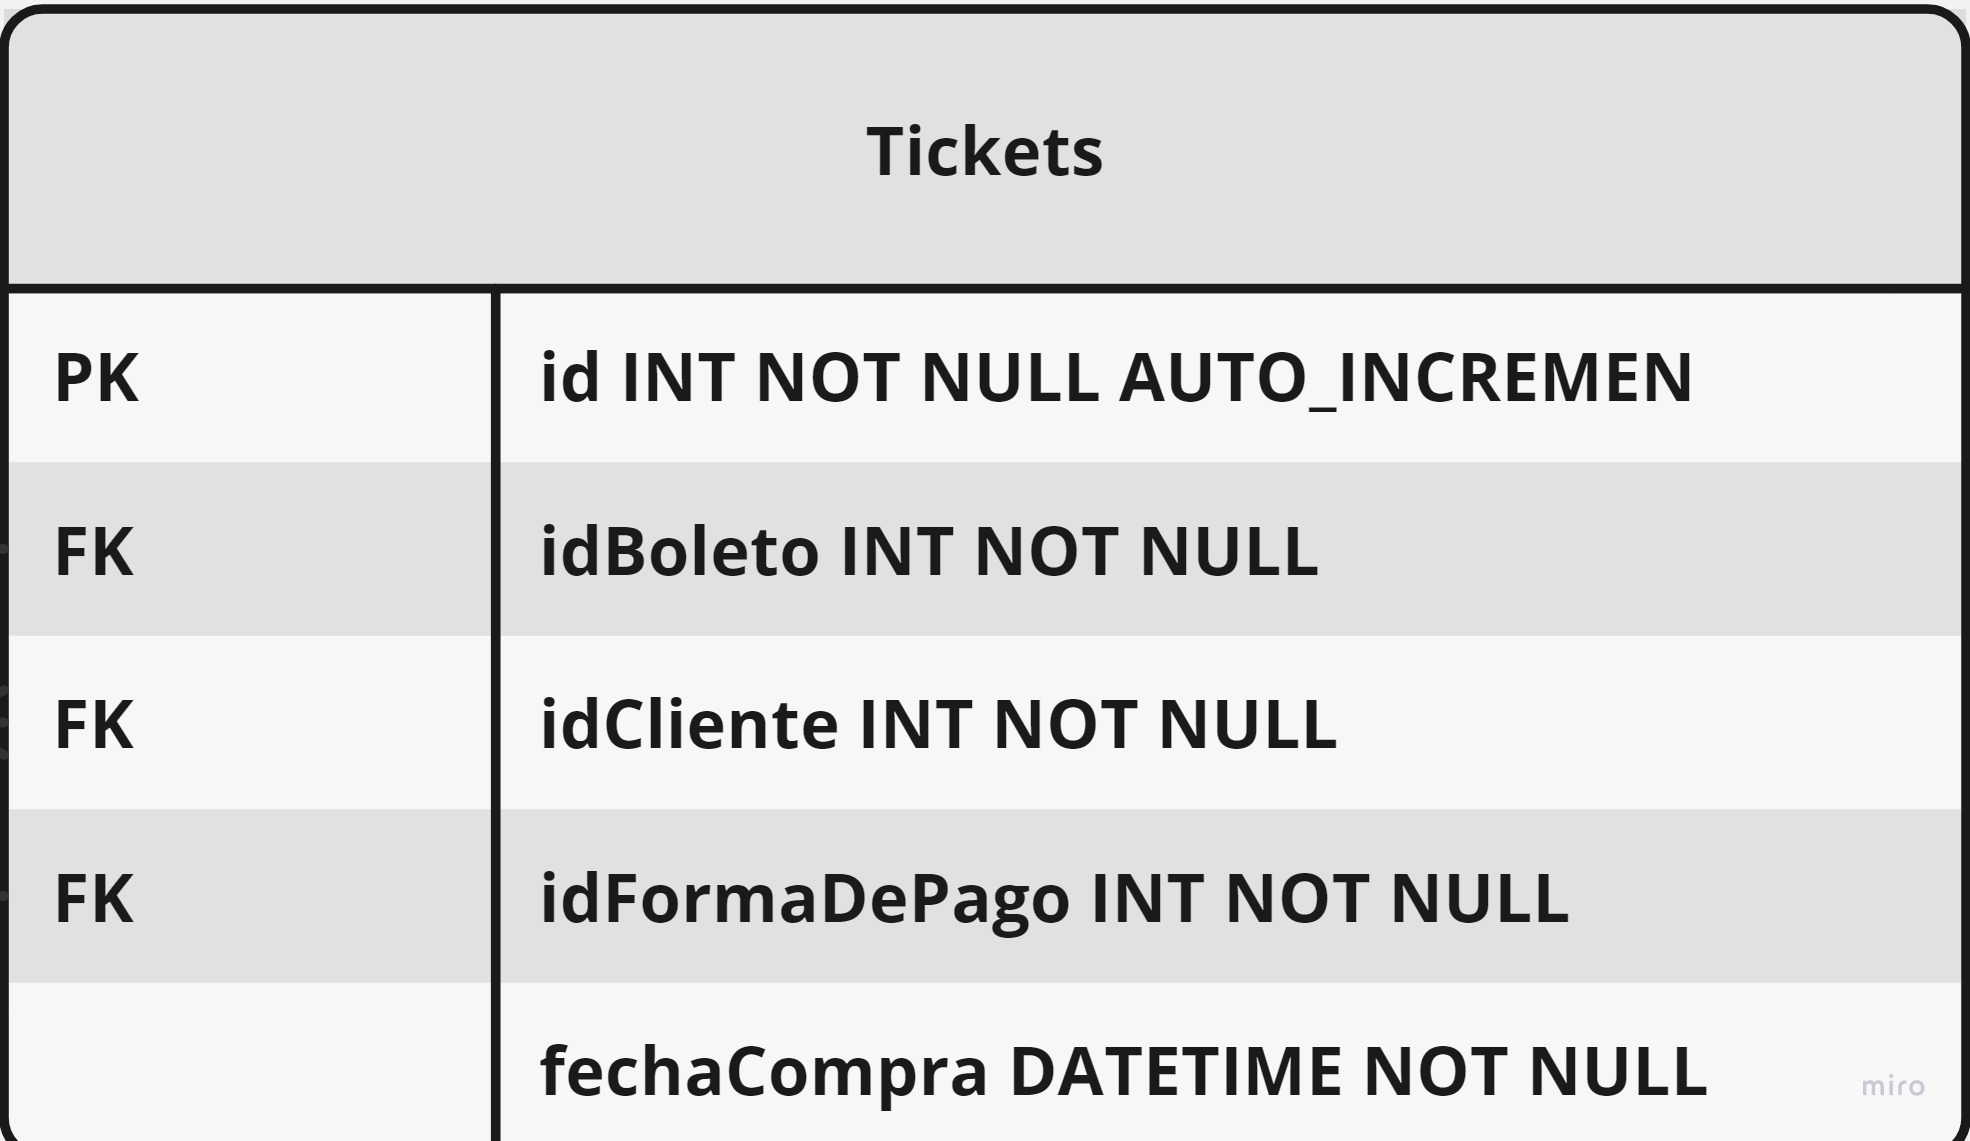 Tickets
PK id INT NOT NULL AUTO_INCREMEN
FK idBoleto INT NOT NULL
FK idCliente INT NOT NULL
FK idFormaDePago INT NOT NULL
fechaCompra DATETIME NOT NULL
miro